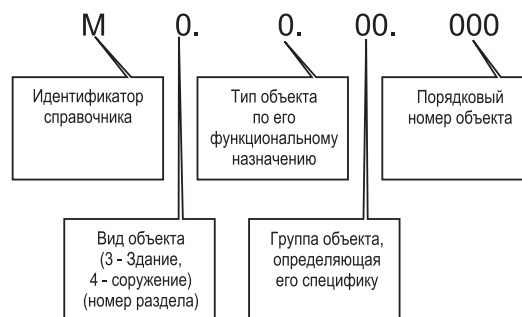 М 0. 0. 00. 000
Идентификатор
справочника
Тип объекта
по его
функциональному
назначению
Порядковый
номер объекта
Вид объекта
(3 - Здание,
4 - соружение)
(номер раздела)
Группа объекта,
определяющая
его специфику